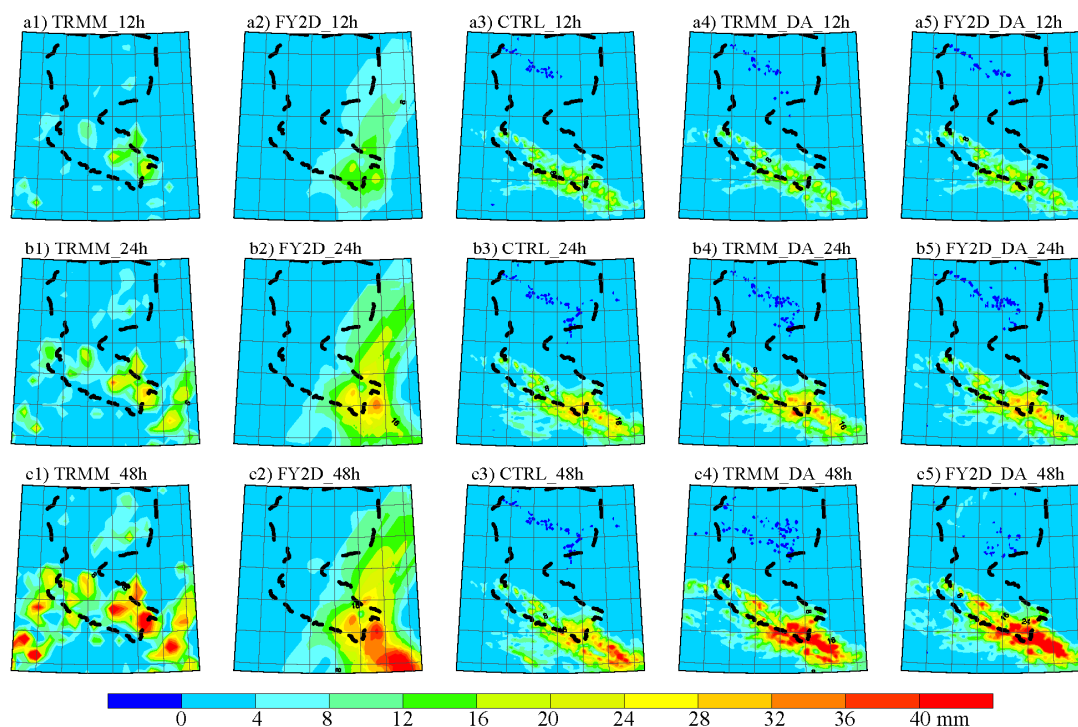 a1) TRMM_12h a2) FY2D_12h a3) CTRL_12h a4) TRMM_DA_12h a5) FY2D_DA_12h
b1) TRMM_24h b2) FY2D_24h b3) CTRL_24h b4) TRMM_DA_24h b5) FY2D_DA_24h
c1) TRMM_48h c2) FY2D_48h c3) CTRL_48h c4) TRMM_DA_48h c5) FY2D_DA_48h
0 4 8 12 16 20 24 28 32 36 40 mm